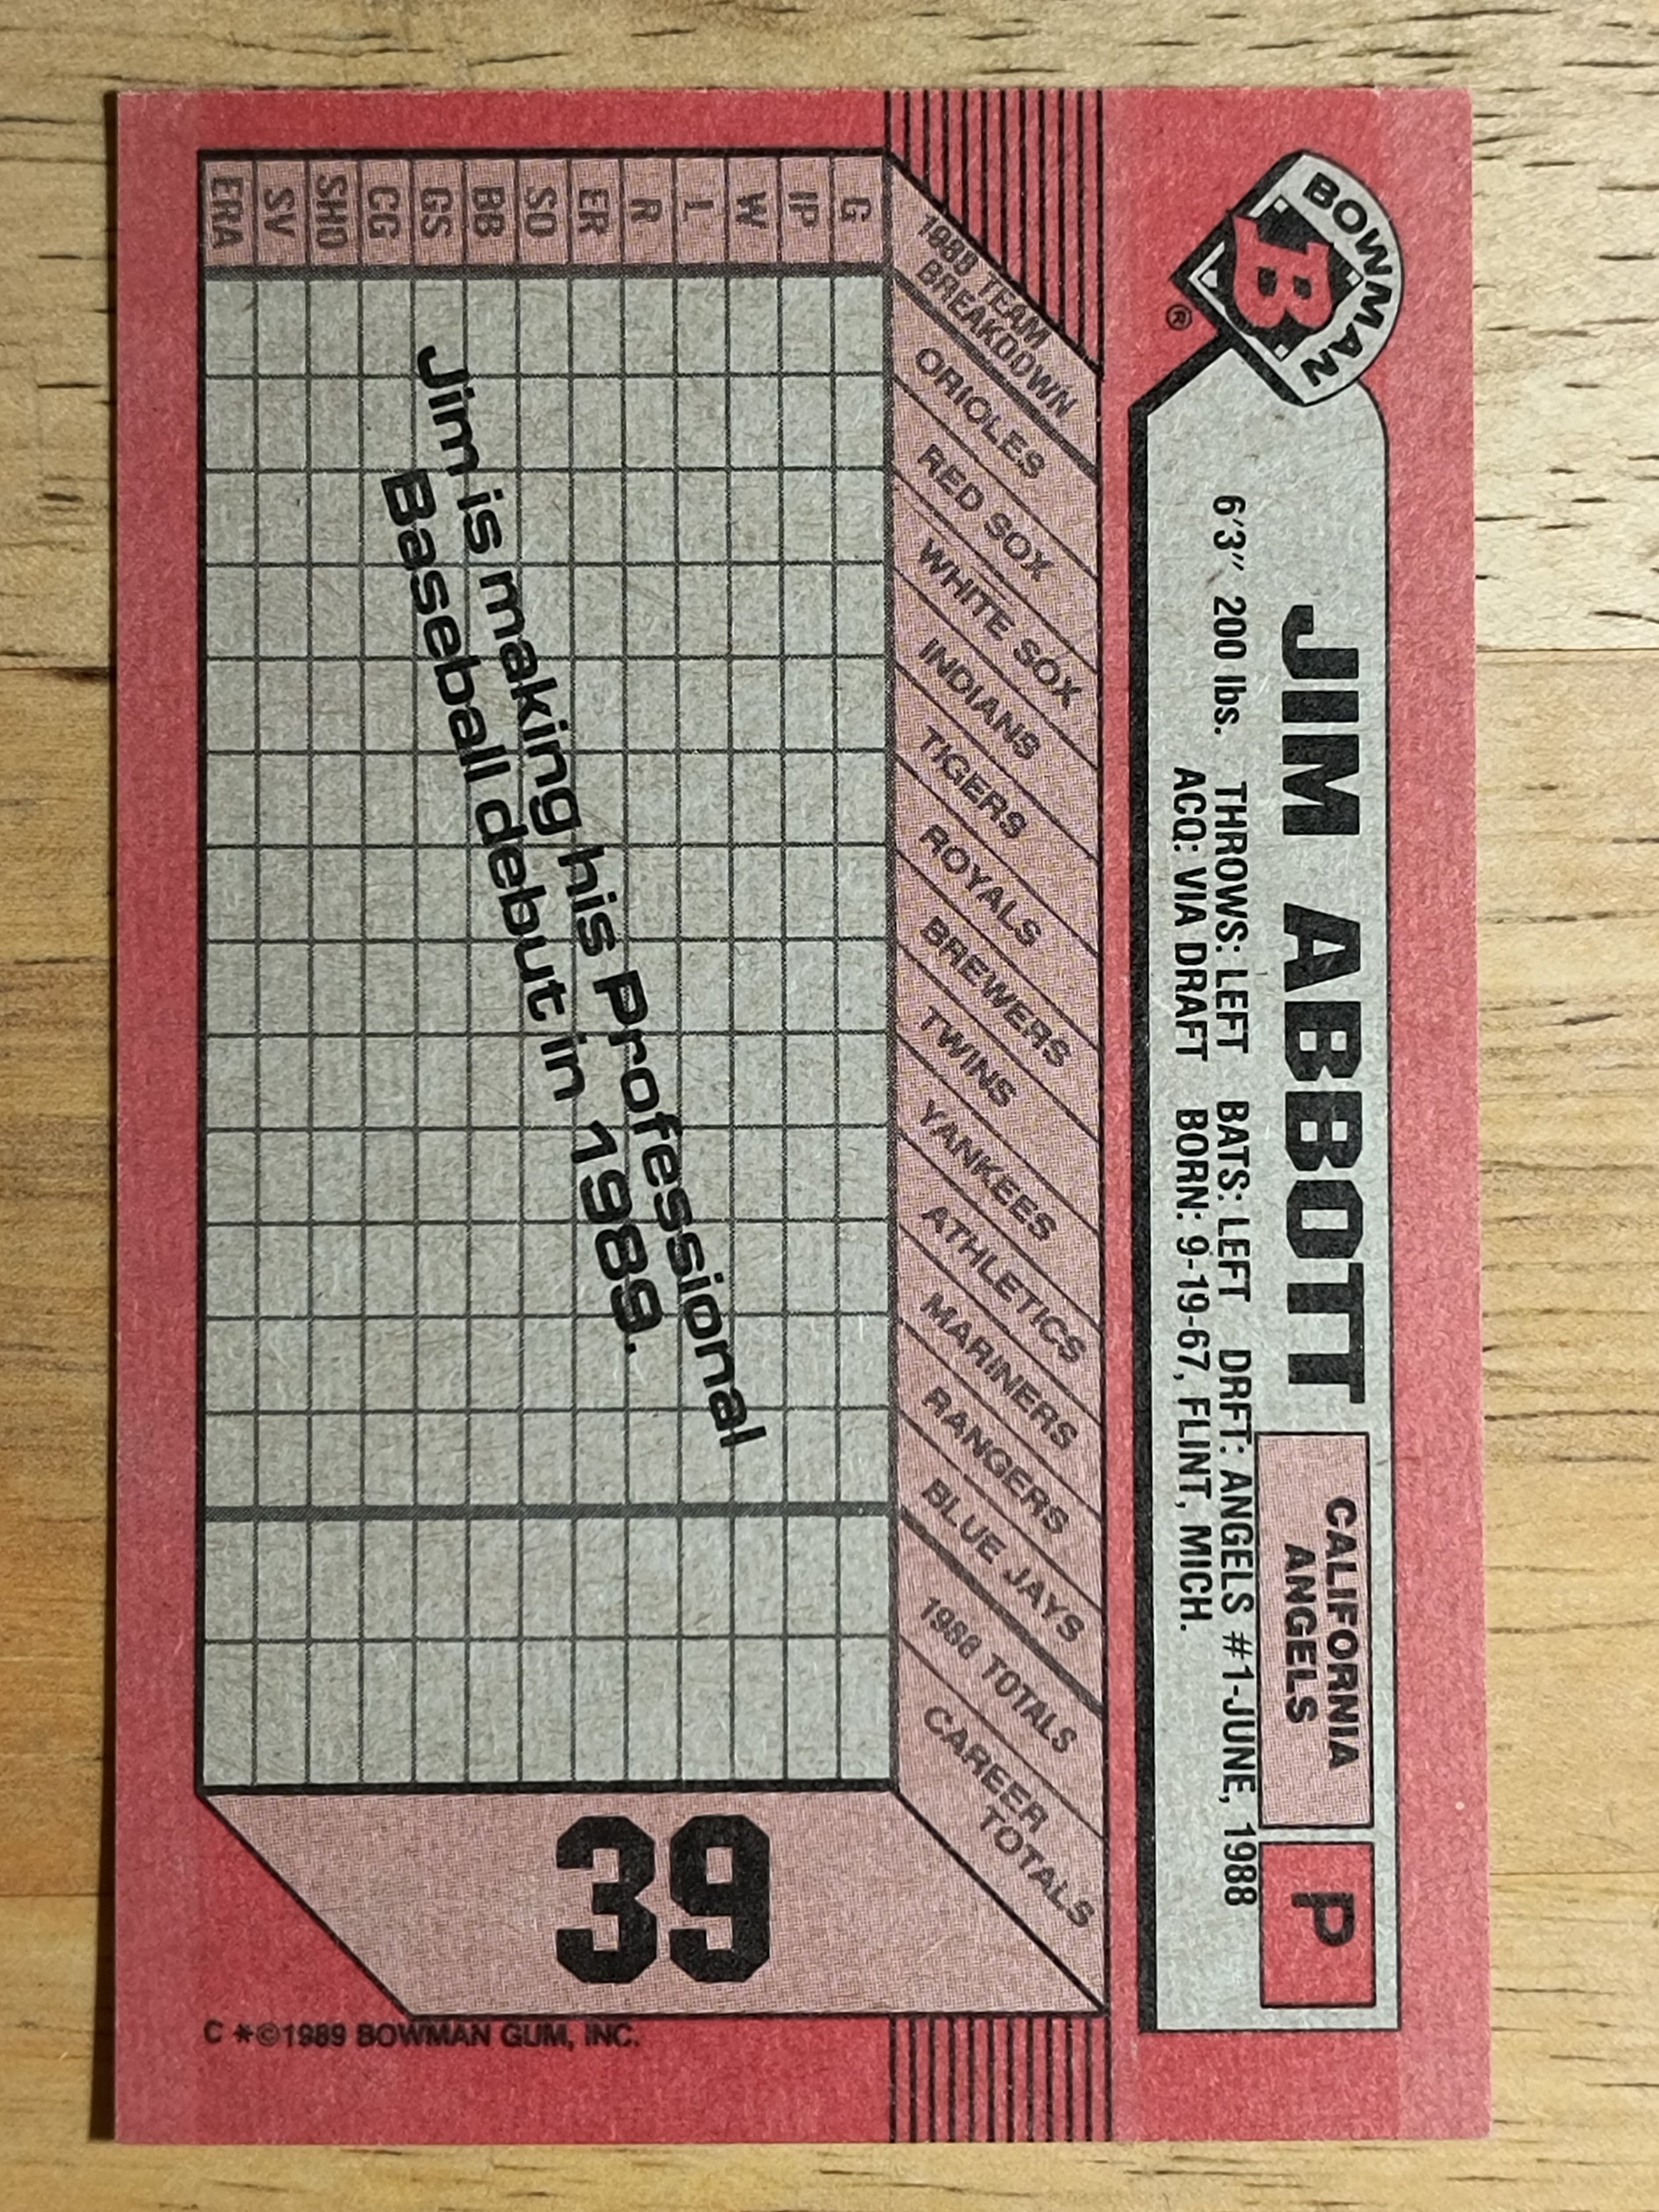 BOWMAN
B
®
JIM ABBOTT
CALIFORNIA
ANGELS
P
6'3" 200 lbs. THROWS: LEFT BATS: LEFT DRFT: ANGELS #1-JUNE, 1988
ACQ: VIA DRAFT BORN: 9-19-67, FLINT, MICH.
1988 TEAM
BREAKDOWN
ORIOLES
RED SOX
WHITE SOX
INDIANS
TIGERS
ROYALS
BREWERS
TWINS
YANKEES
ATHLETICS
MARINERS
RANGERS
BLUE JAYS
1988 TOTALS
CAREER
TOTALS
G
IP
W
L
R
ER
SO
BB
GS
CG
SHO
SV
ERA
Jim is making his Professional
Baseball debut in 1989.
39
C *©1989 BOWMAN GUM, INC.